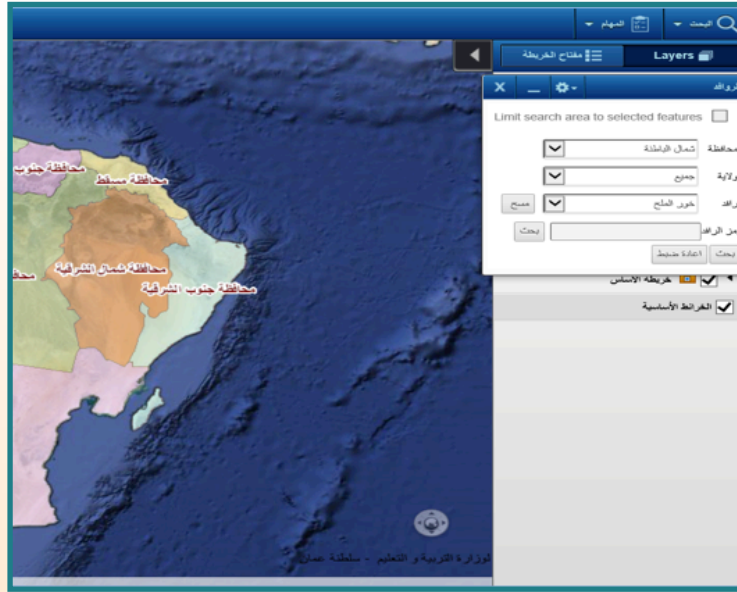 البحث
المهام
Layers
مفتاح الخريطة
الروافد
Limit search area to selected features
محافظة
شمال الباطنة
ولاية
جميع
رافد
خور الملح
مسح
رمز الرافد
بحث
بحث
اعادة ضبط
خريطة الأساس
الخرائط الأساسية
محافظة جنوب
محافظة مسقط
محافظة شمال الشرقية
محافظة جنوب الشرقية
لوزارة التربية و التعليم - سلطنة عمان